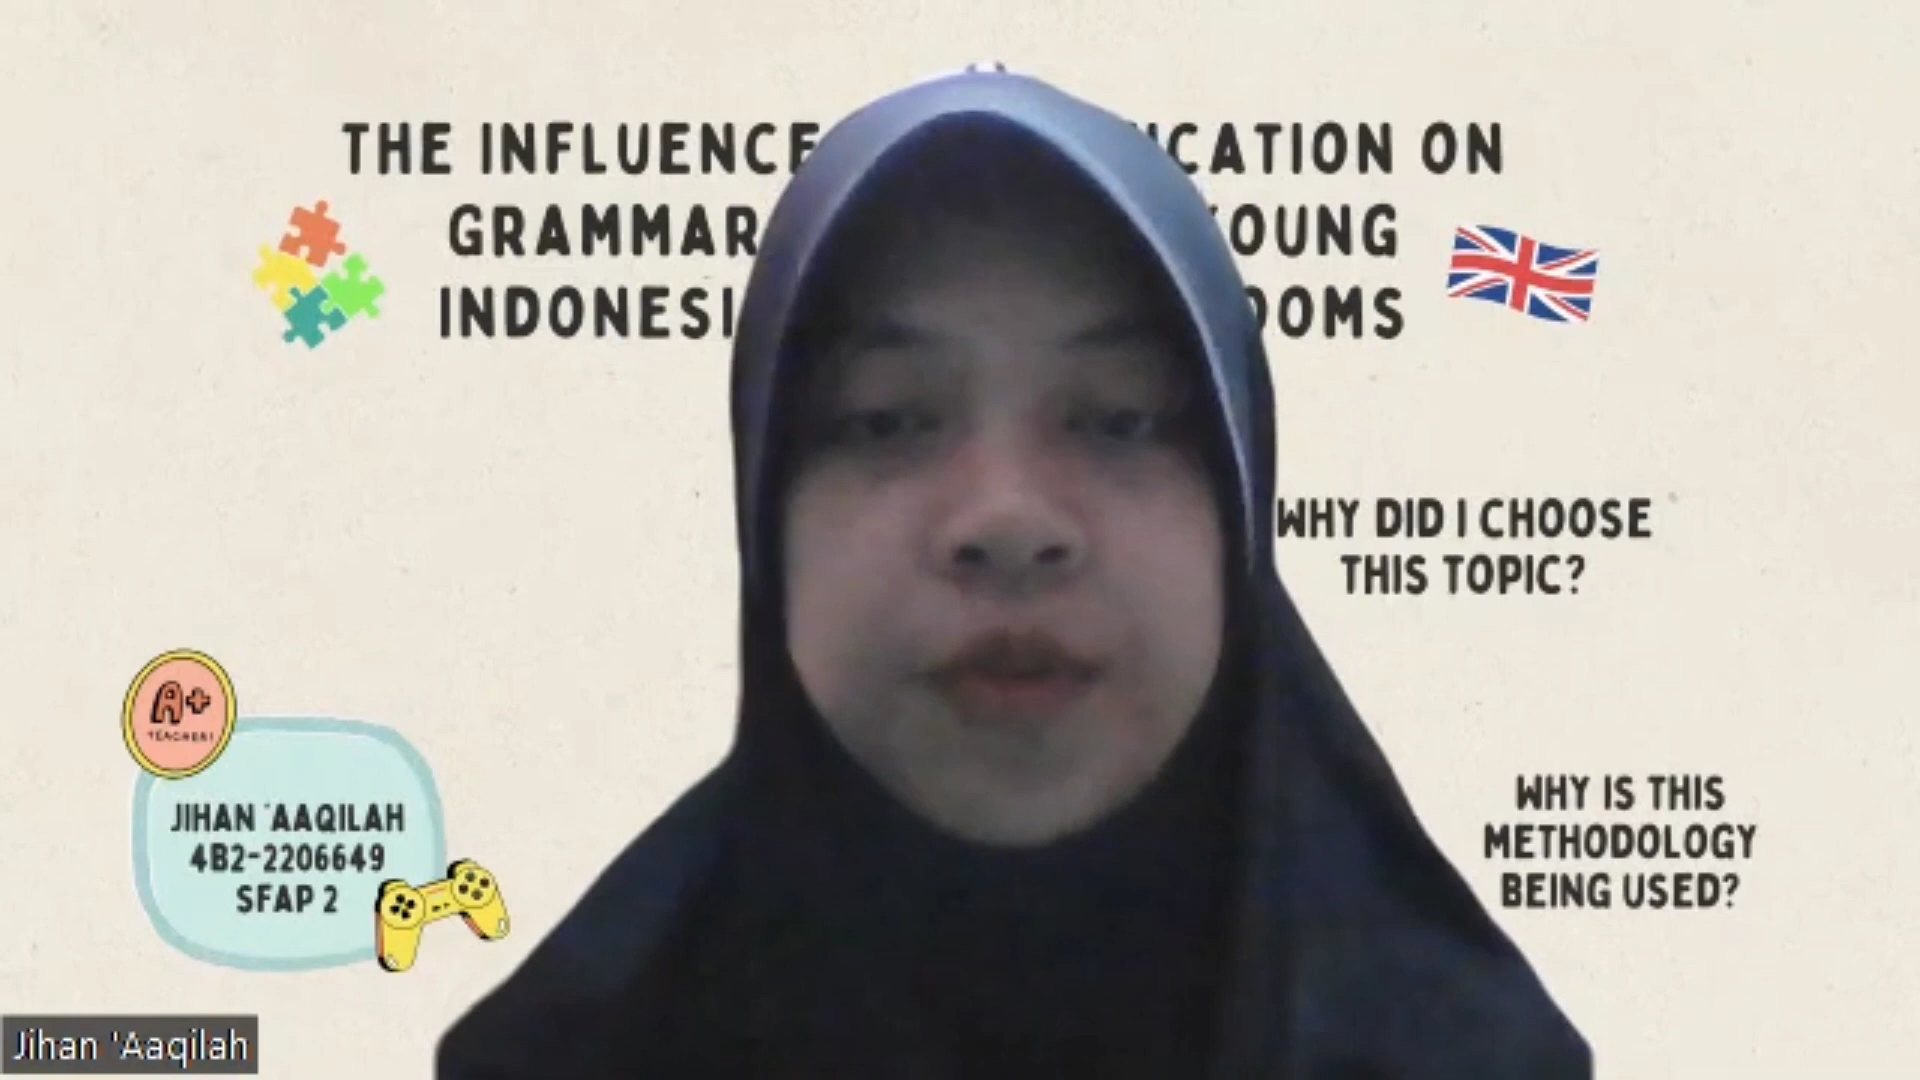 THE INFLUENCE CATION ON
GRAMMAR OUNG
INDONESI OOMS
WHY DID I CHOOSE
THIS TOPIC?
A+
TEACHER!
JIHAN 'AAQILAH
4B2-2206649
SFAP 2
WHY IS THIS
METHODOLOGY
BEING USED?
Jihan 'Aaqilah